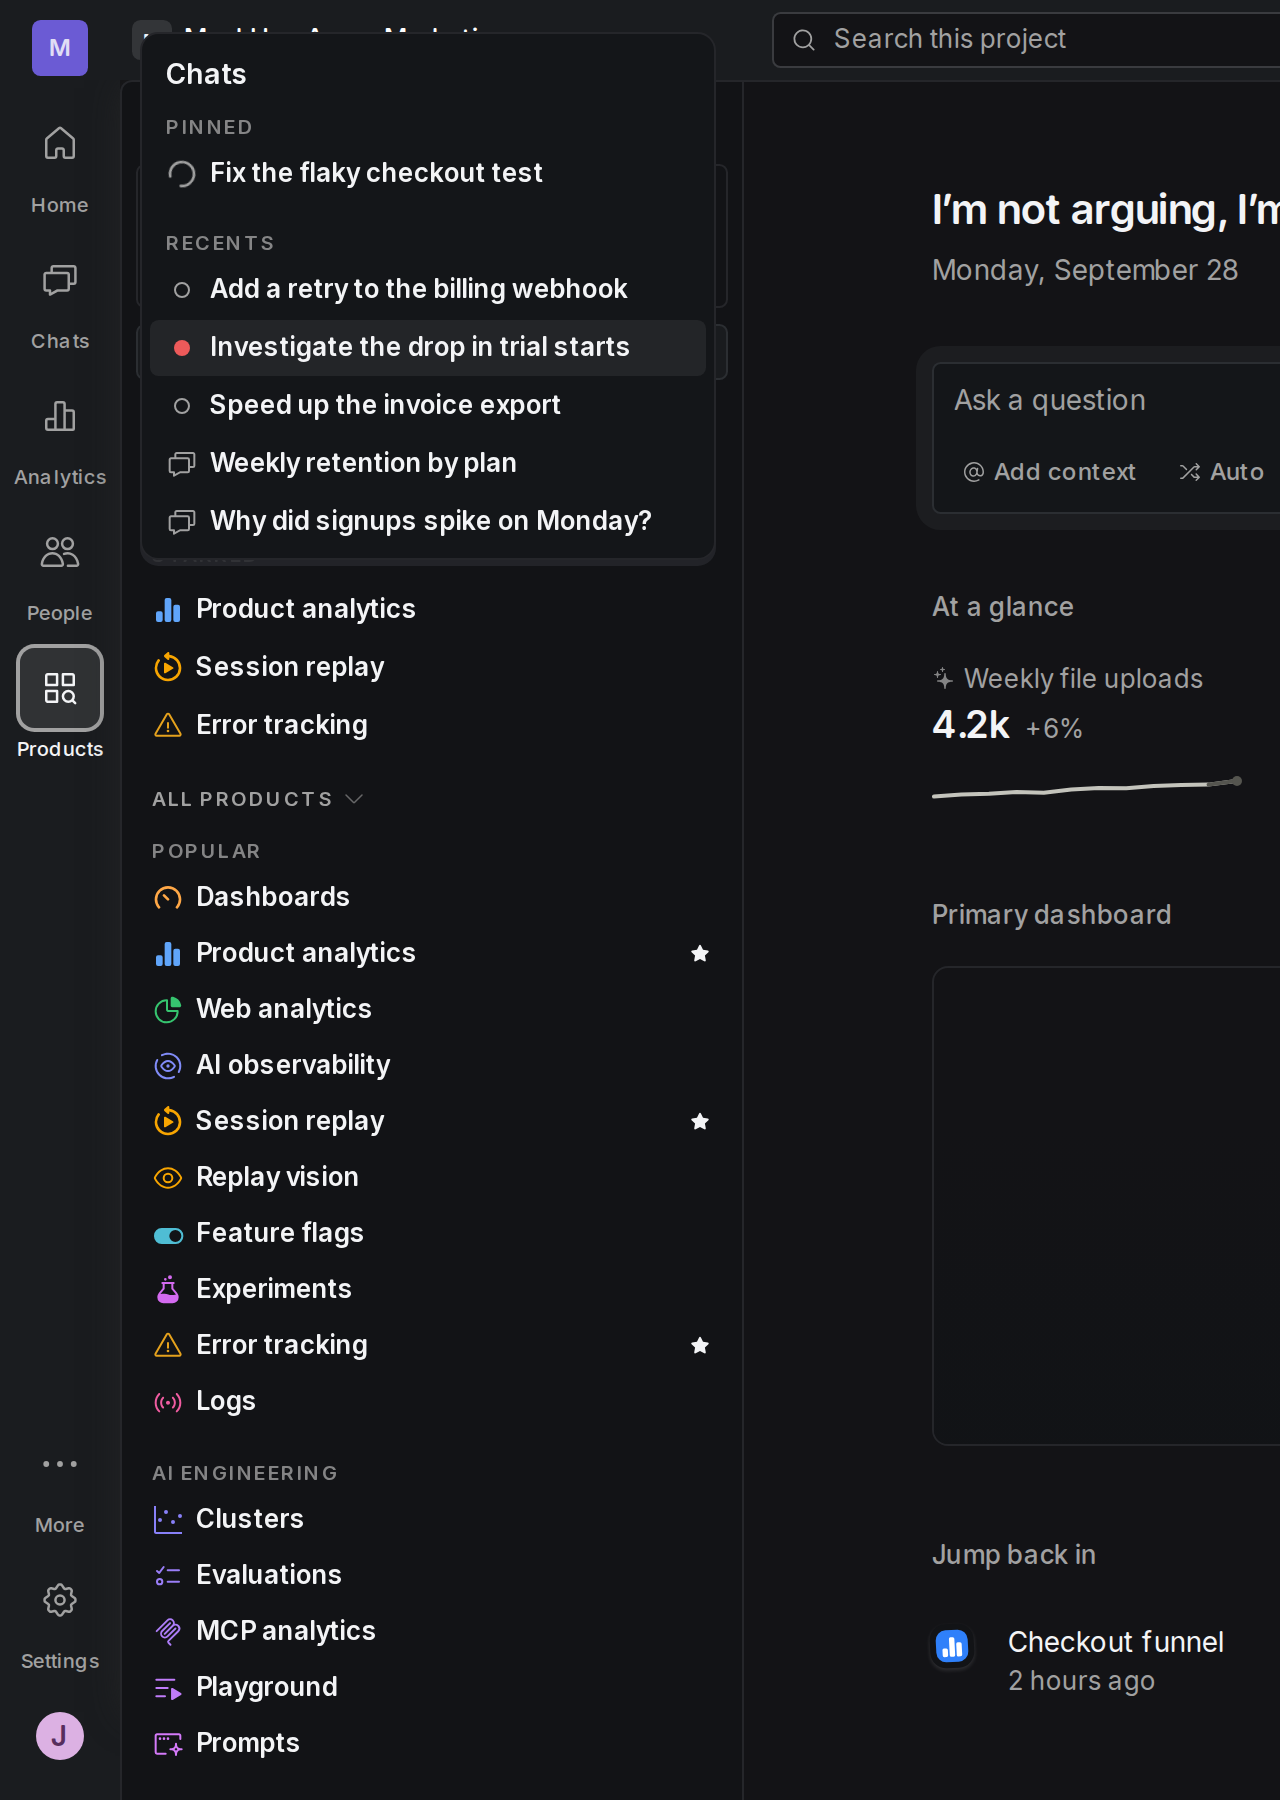 M
Home
Chats
Analytics
People
Products
More
Settings
J
Chats
PINNED
Fix the flaky checkout test
RECENTS
Add a retry to the billing webhook
Investigate the drop in trial starts
Speed up the invoice export
Weekly retention by plan
Why did signups spike on Monday?
Product analytics
Session replay
Error tracking
ALL PRODUCTS
POPULAR
Dashboards
Product analytics
Web analytics
AI observability
Session replay
Replay vision
Feature flags
Experiments
Error tracking
Logs
AI ENGINEERING
Clusters
Evaluations
MCP analytics
Playground
Prompts
Search this project
I'm not arguing, I'm
Monday, September 28
Ask a question
@ Add context Auto
At a glance
Weekly file uploads
4.2k +6%
Primary dashboard
Jump back in
Checkout funnel
2 hours ago